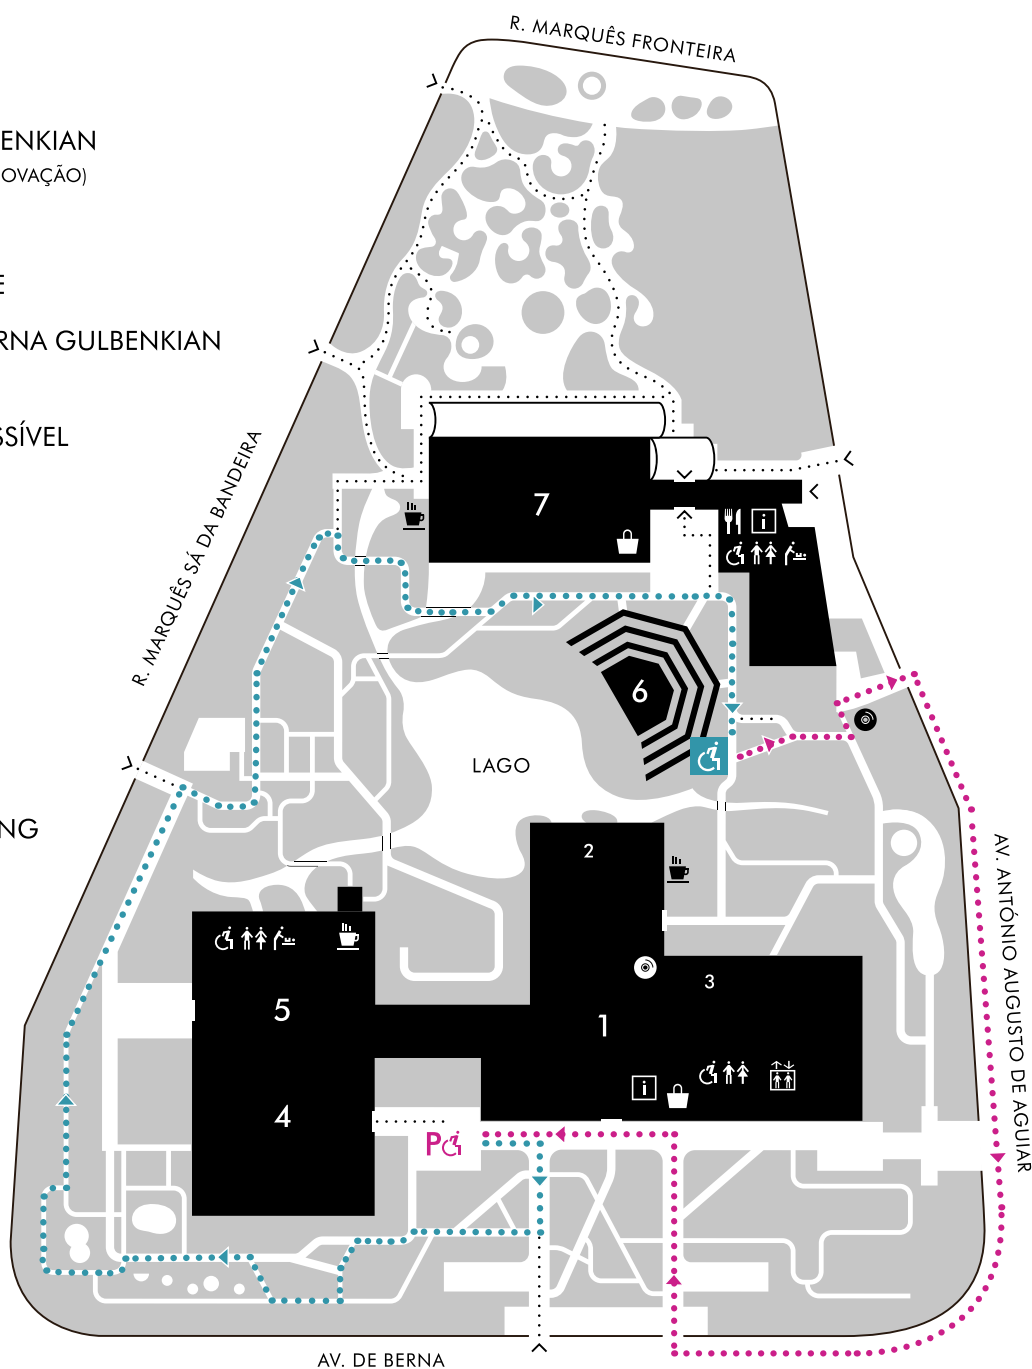 R. MARQUÊS FRONTEIRA
ENKIAN
OVAÇÃO)
E
RNA GULBENKIAN
SSÍVEL
R. MARQUÊS SÁ DA BANDEIRA
7
i
6
LAGO
NG
2
AV. ANTÓNIO AUGUSTO DE AGUIAR
3
5
1
i
4
P
AV. DE BERNA